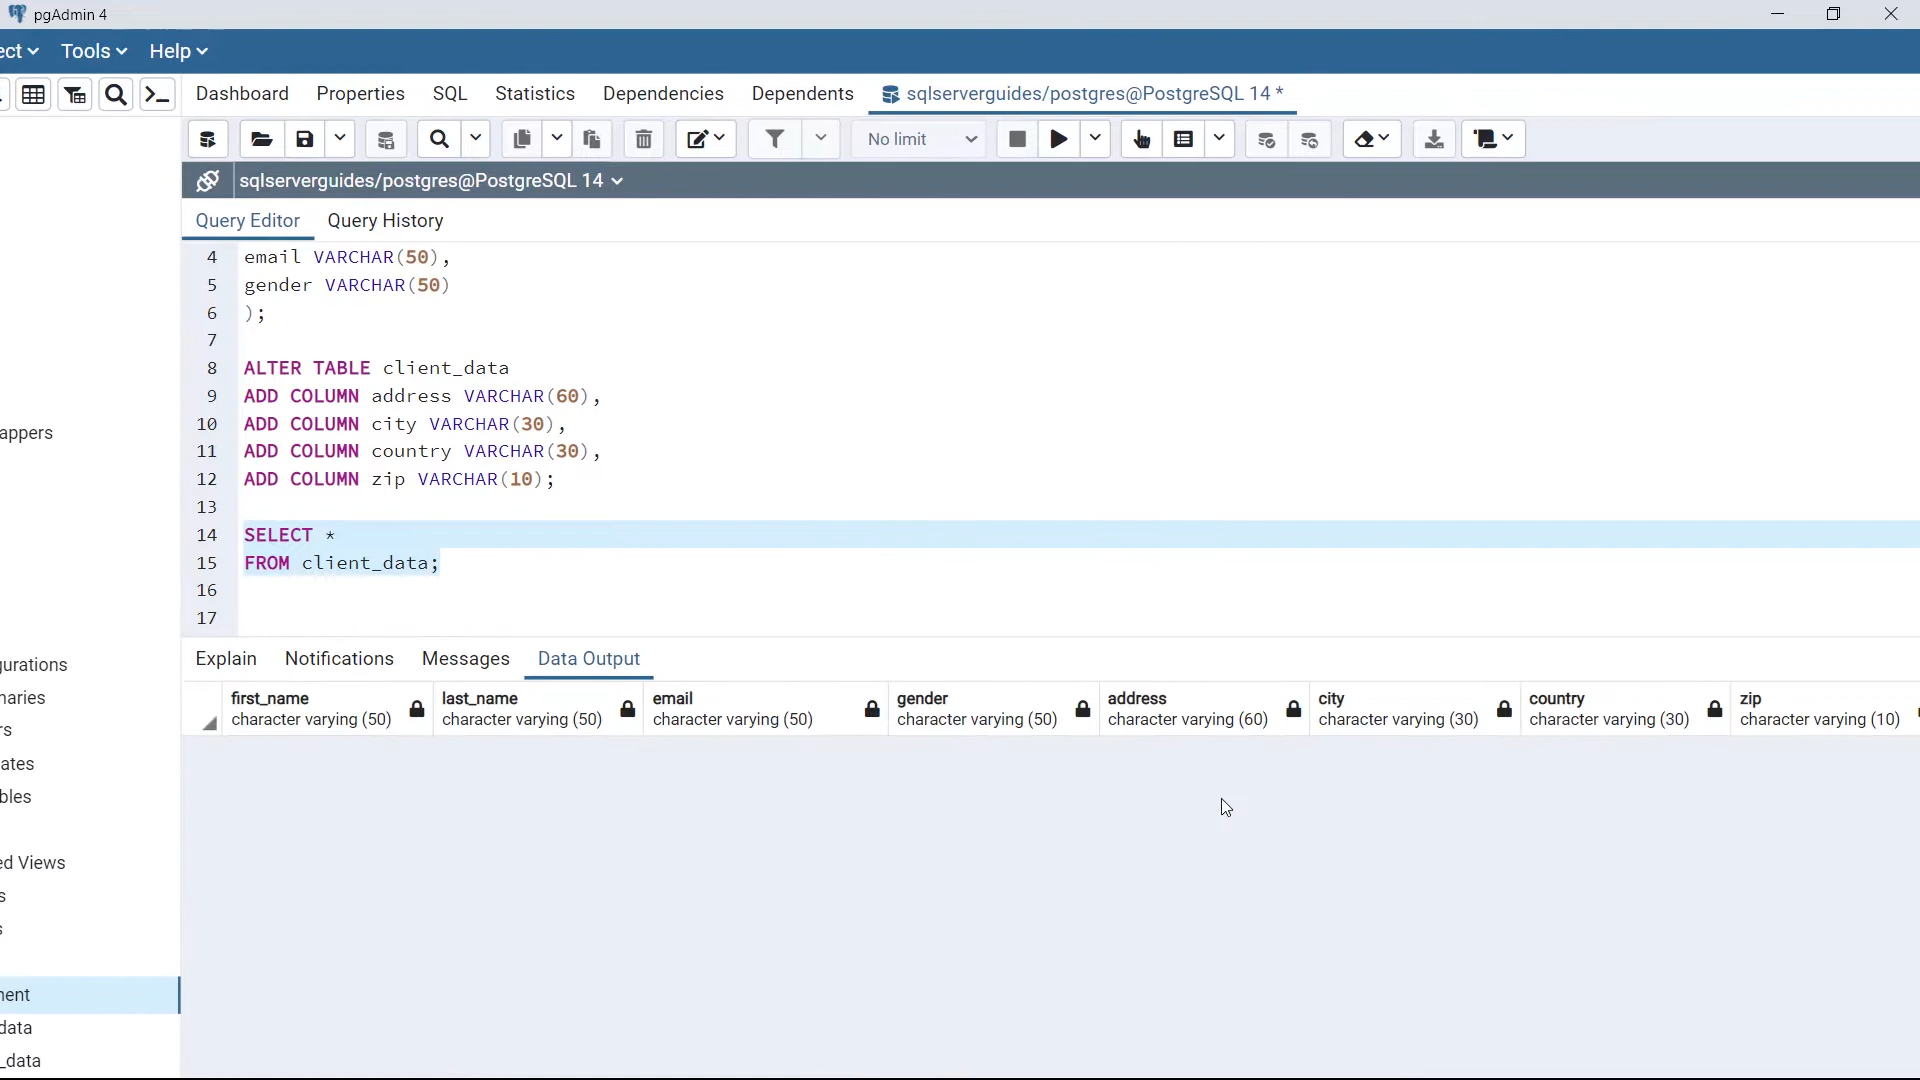 pgAdmin 4
ect Tools Help
Dashboard Properties SQL Statistics Dependencies Dependents sqlserverguides/postgres@PostgreSQL 14 *
No limit
sqlserverguides/postgres@PostgreSQL 14
Query Editor Query History
4 email VARCHAR(50),
5 gender VARCHAR(50)
6 );
7
8 ALTER TABLE client_data
9 ADD COLUMN address VARCHAR(60),
10 ADD COLUMN city VARCHAR(30),
11 ADD COLUMN country VARCHAR(30),
12 ADD COLUMN zip VARCHAR(10);
13
14 SELECT *
15 FROM client_data;
16
17
appers
gurations
naries
rs
ates
bles
ed Views
s
s
nent
data
_data
Explain Notifications Messages Data Output
first_name last_name email gender address city country zip
character varying (50) character varying (50) character varying (50) character varying (50) character varying (60) character varying (30) character varying (30) character varying (10)